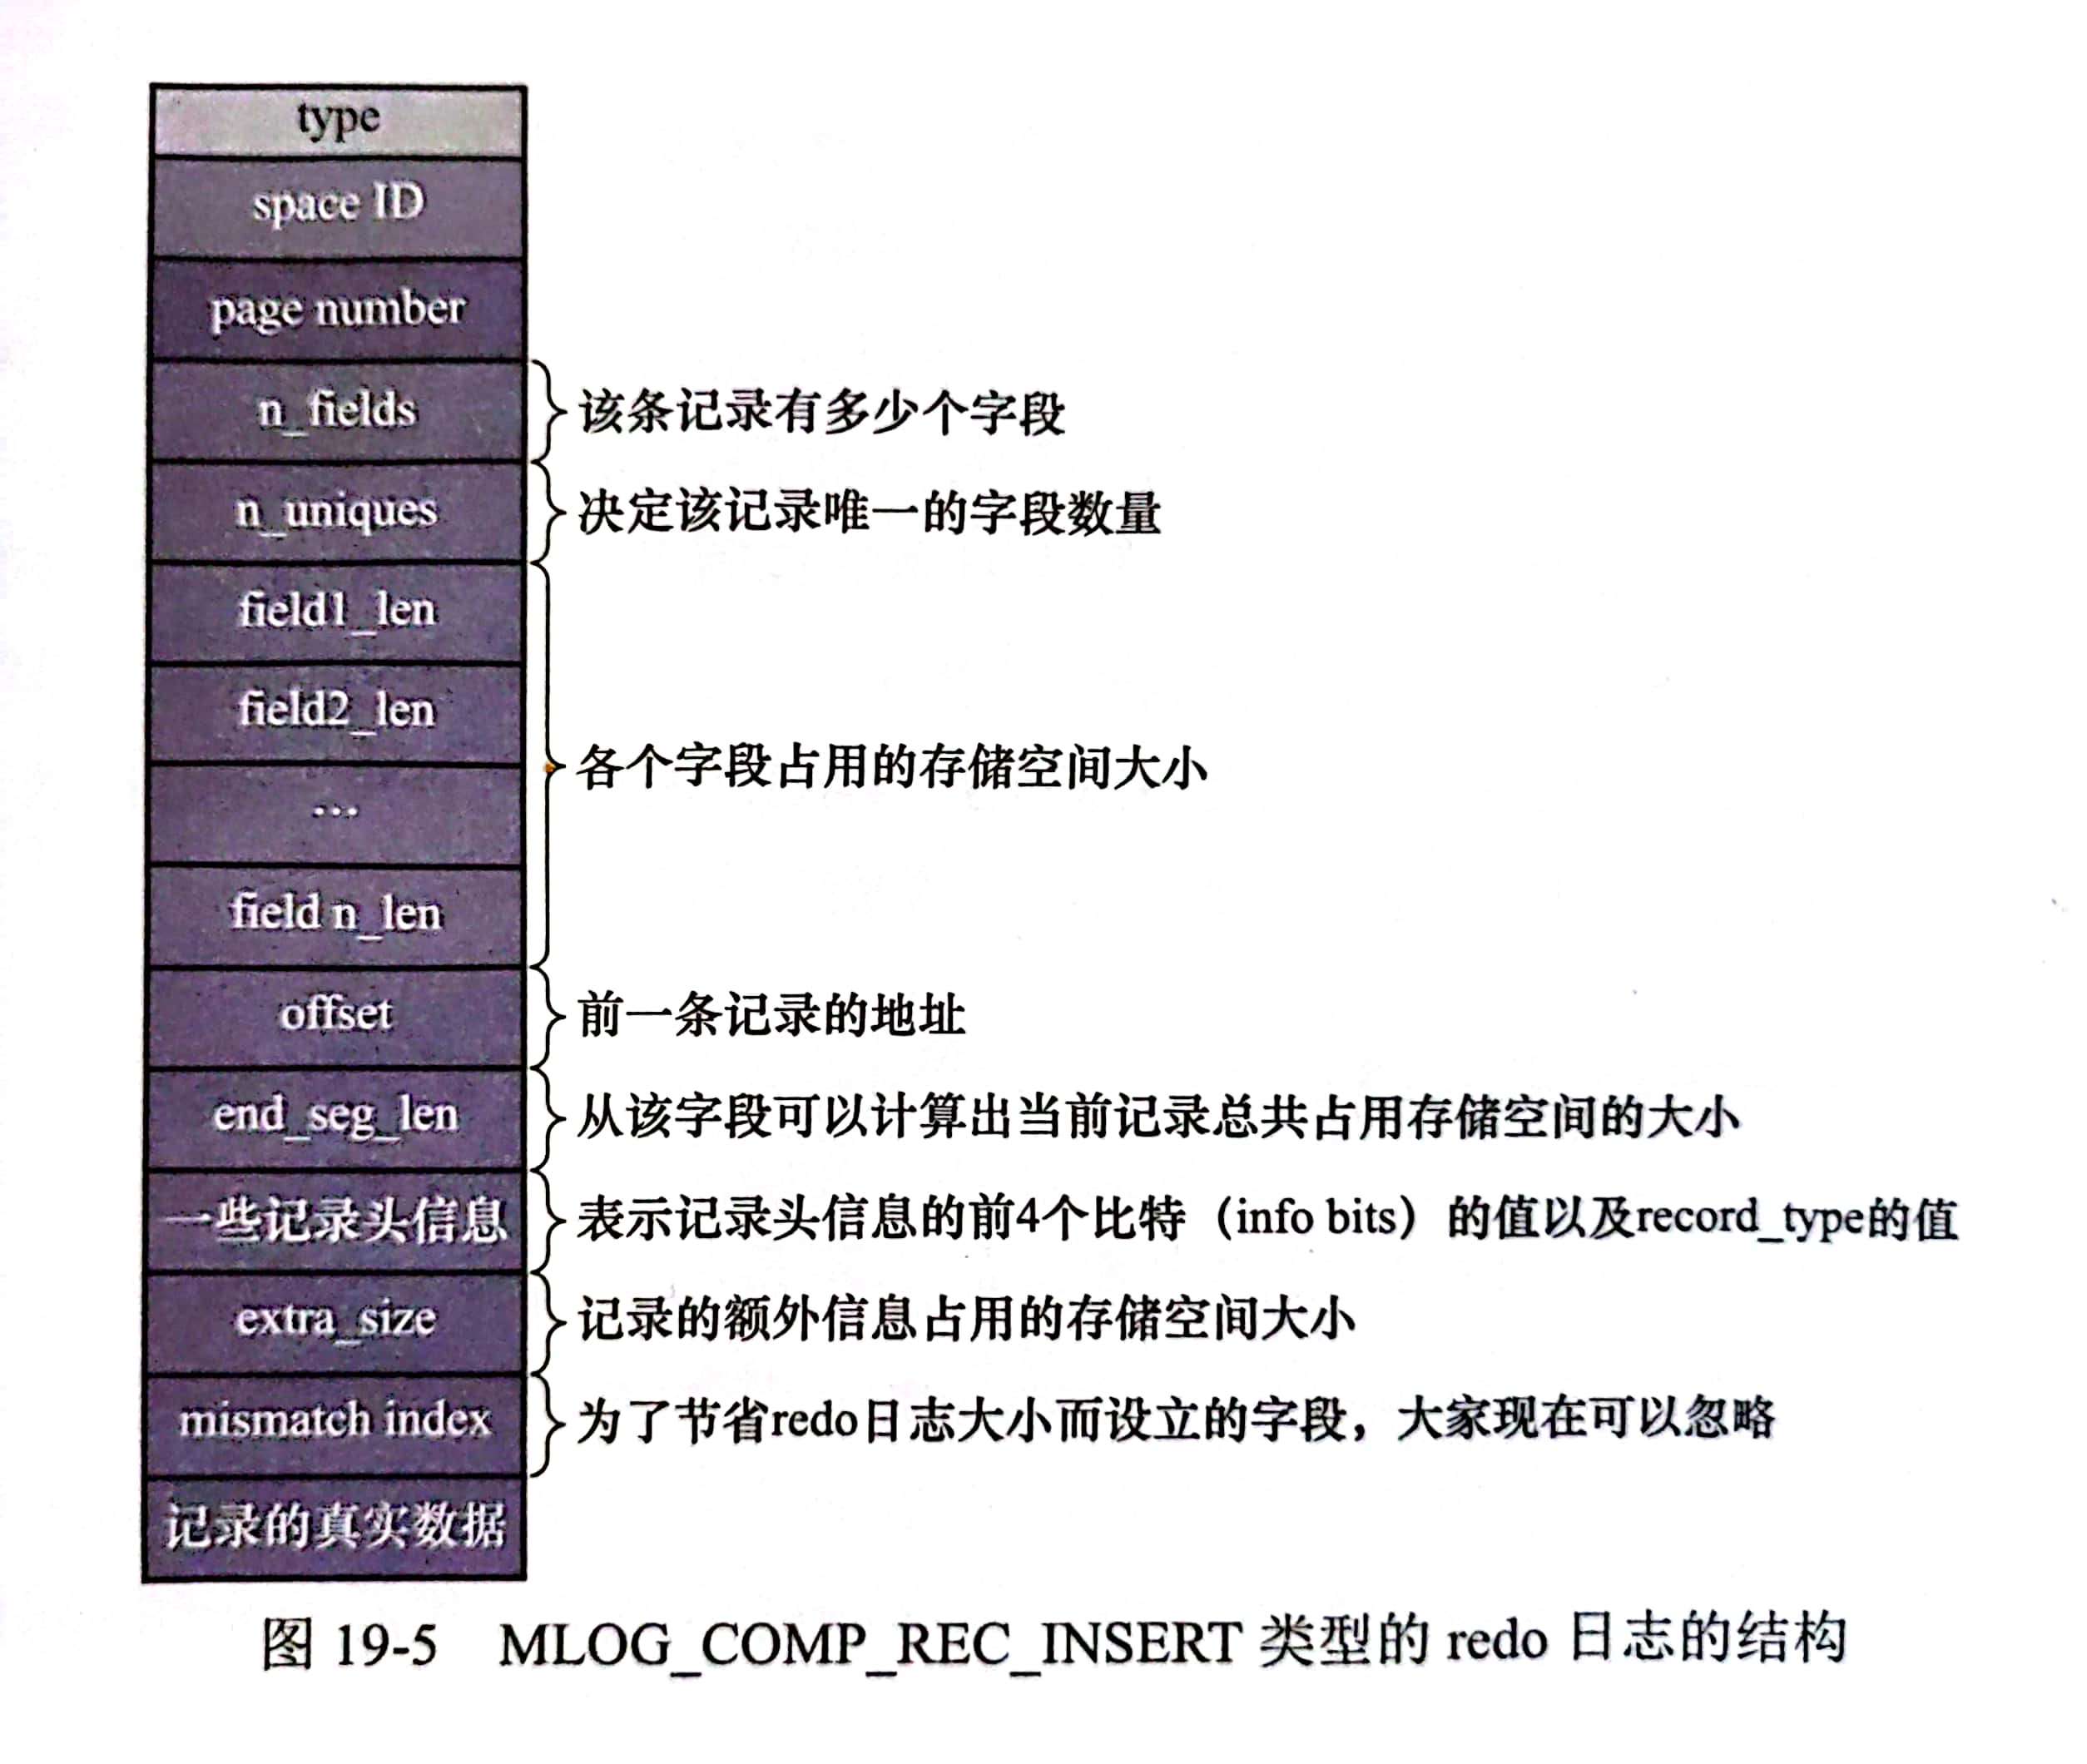 type
space ID
page number
n_fields
该条记录有多少个字段
n_uniques
决定该记录唯一的字段数量
field1_len
field2_len
...
field n_len
各个字段占用的存储空间大小
offset
前一条记录的地址
end_seg_len
从该字段可以计算出当前记录总共占用存储空间的大小
一些记录头信息
表示记录头信息的前4个比特（info bits）的值以及record_type的值
extra_size
记录的额外信息占用的存储空间大小
mismatch index
为了节省redo日志大小而设立的字段，大家现在可以忽略
记录的真实数据
图 19-5 MLOG_COMP_REC_INSERT 类型的 redo 日志的结构